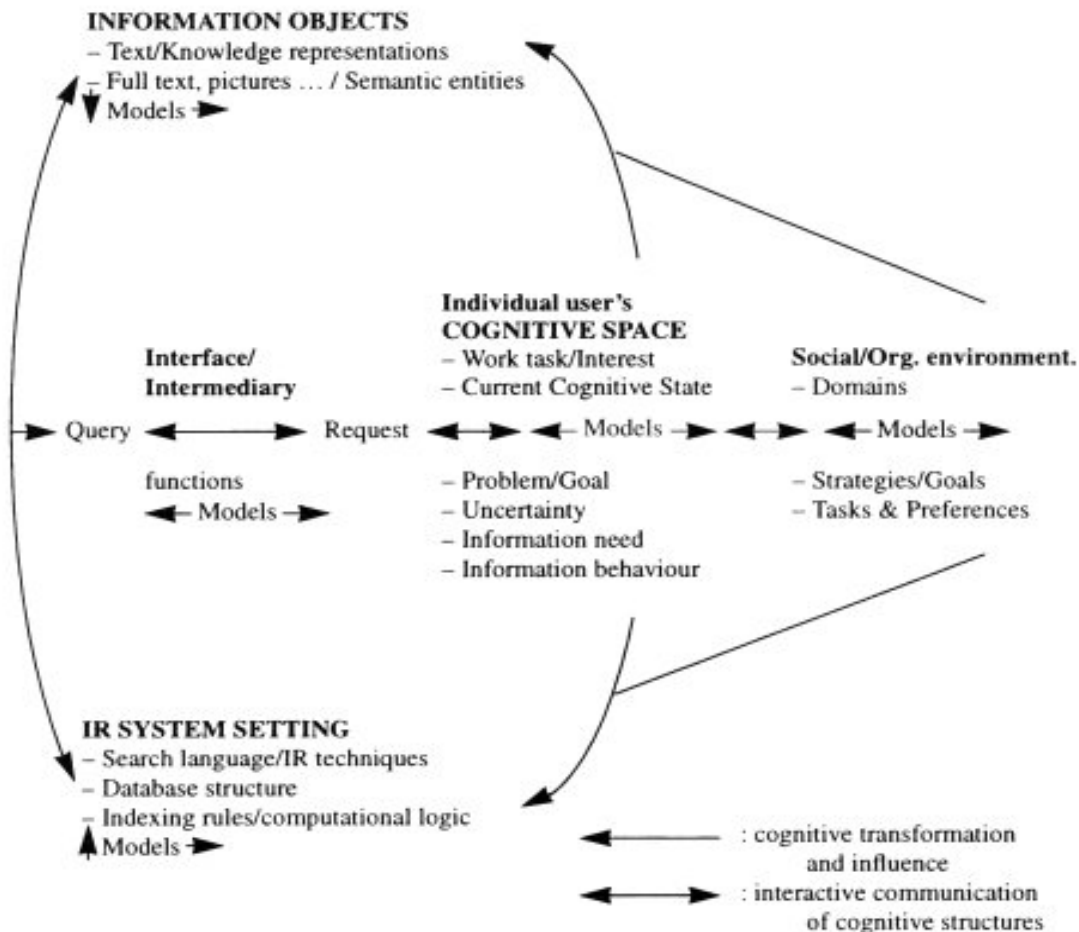 INFORMATION OBJECTS
– Text/Knowledge representations
– Full text, pictures … / Semantic entities
Models
Individual user's
COGNITIVE SPACE
– Work task/Interest
– Current Cognitive State
Interface/
Intermediary
Social/Org. environment.
– Domains
Query
Request
Models
Models
functions
Models
– Problem/Goal
– Uncertainty
– Information need
– Information behaviour
– Strategies/Goals
– Tasks & Preferences
IR SYSTEM SETTING
– Search language/IR techniques
– Database structure
– Indexing rules/computational logic
Models
: cognitive transformation
and influence
: interactive communication
of cognitive structures